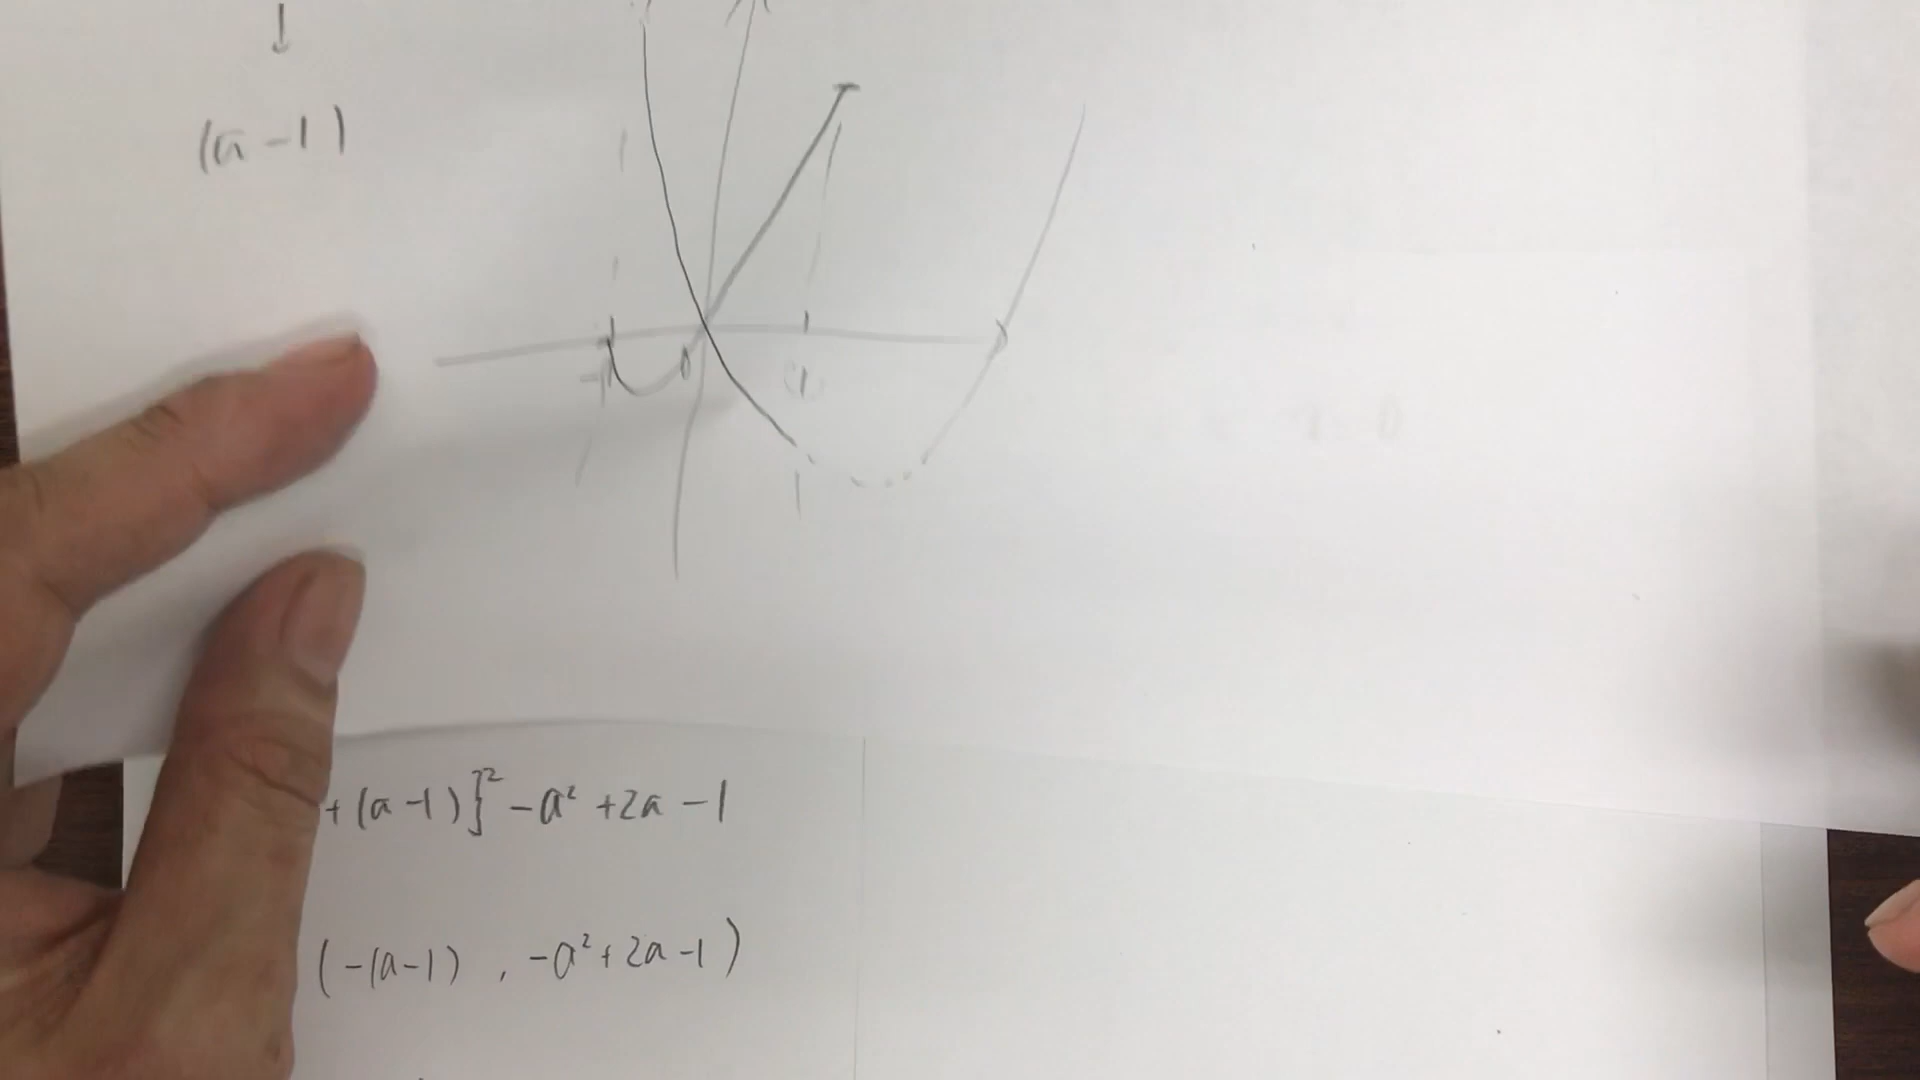 (a-1)
-1 0 1
+(a-1)}² -a² +2a -1
(-(a-1) , -a²+2a-1)